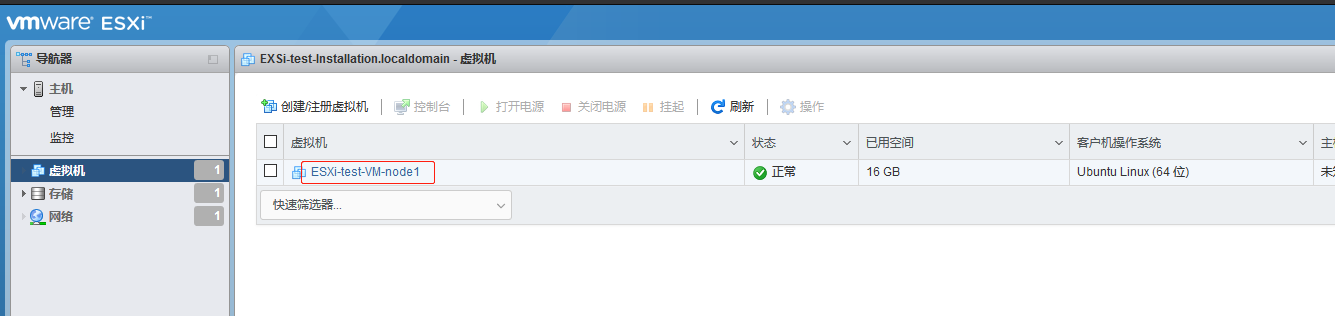 vmware ESXi™
导航器
EXSi-test-Installation.localdomain - 虚拟机
主机
管理
监控
虚拟机 1
存储 1
网络 1
创建/注册虚拟机 控制台 打开电源 关闭电源 挂起 刷新 操作
虚拟机 状态 已用空间 客户机操作系统 主机
ESXi-test-VM-node1 正常 16 GB Ubuntu Linux (64 位) 未知
快速筛选器...